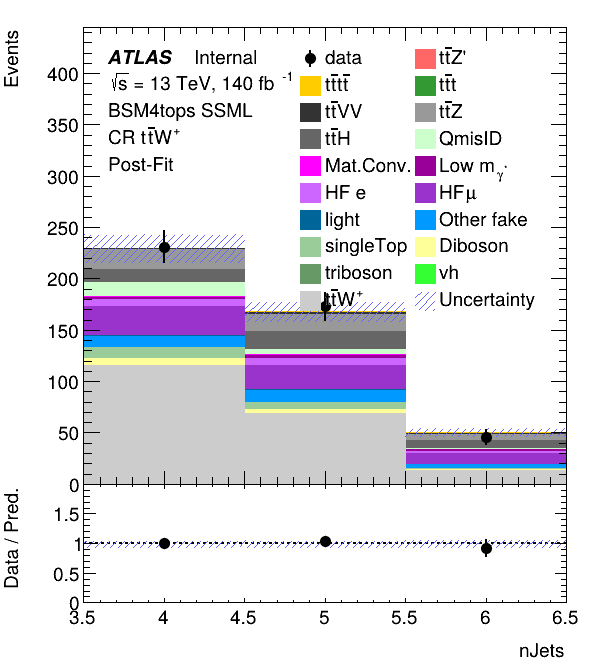 Events
ATLAS Internal
√s = 13 TeV, 140 fb⁻¹
BSM4tops SSML
CR tt̄W⁺
Post-Fit
data
tt̄Z'
tt̄tt̄
tt̄t
tt̄VV
tt̄Z
tt̄H
QmisID
Mat.Conv.
Low m_γ*
HF e
HF μ
light
Other fake
singleTop
Diboson
triboson
vh
tt̄W⁺
Uncertainty
400
350
300
250
200
150
100
50
0
Data / Pred.
1.5
1
0.5
0
3.5 4 4.5 5 5.5 6 6.5
nJets